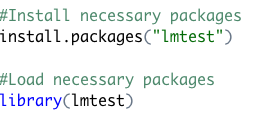 #Install necessary packages
install.packages("lmtest")
#Load necessary packages
library(lmtest)